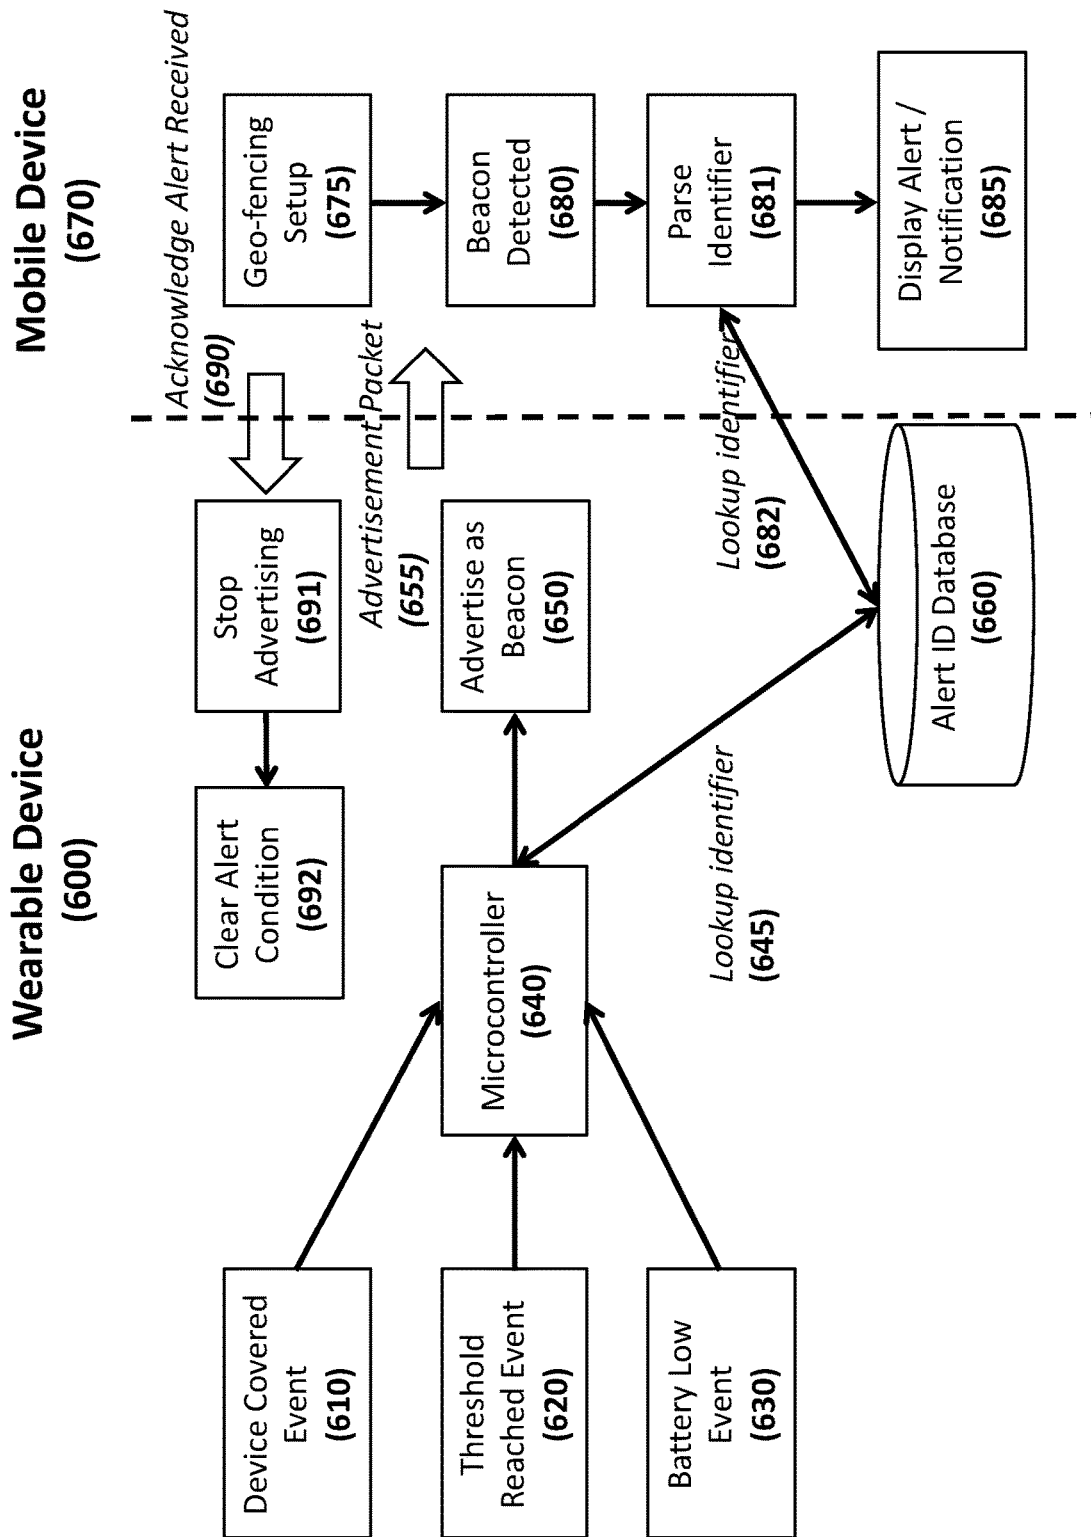 Wearable Device
(600)
Mobile Device
(670)
Device Covered
Event
(610)
Threshold
Reached Event
(620)
Battery Low
Event
(630)
Clear Alert
Condition
(692)
Stop
Advertising
(691)
Acknowledge Alert Received
(690)
Microcontroller
(640)
Advertise as
Beacon
(650)
Advertisement Packet
(655)
Lookup identifier
(645)
Lookup identifier
(682)
Alert ID Database
(660)
Geo-fencing
Setup
(675)
Beacon
Detected
(680)
Parse
Identifier
(681)
Display Alert /
Notification
(685)